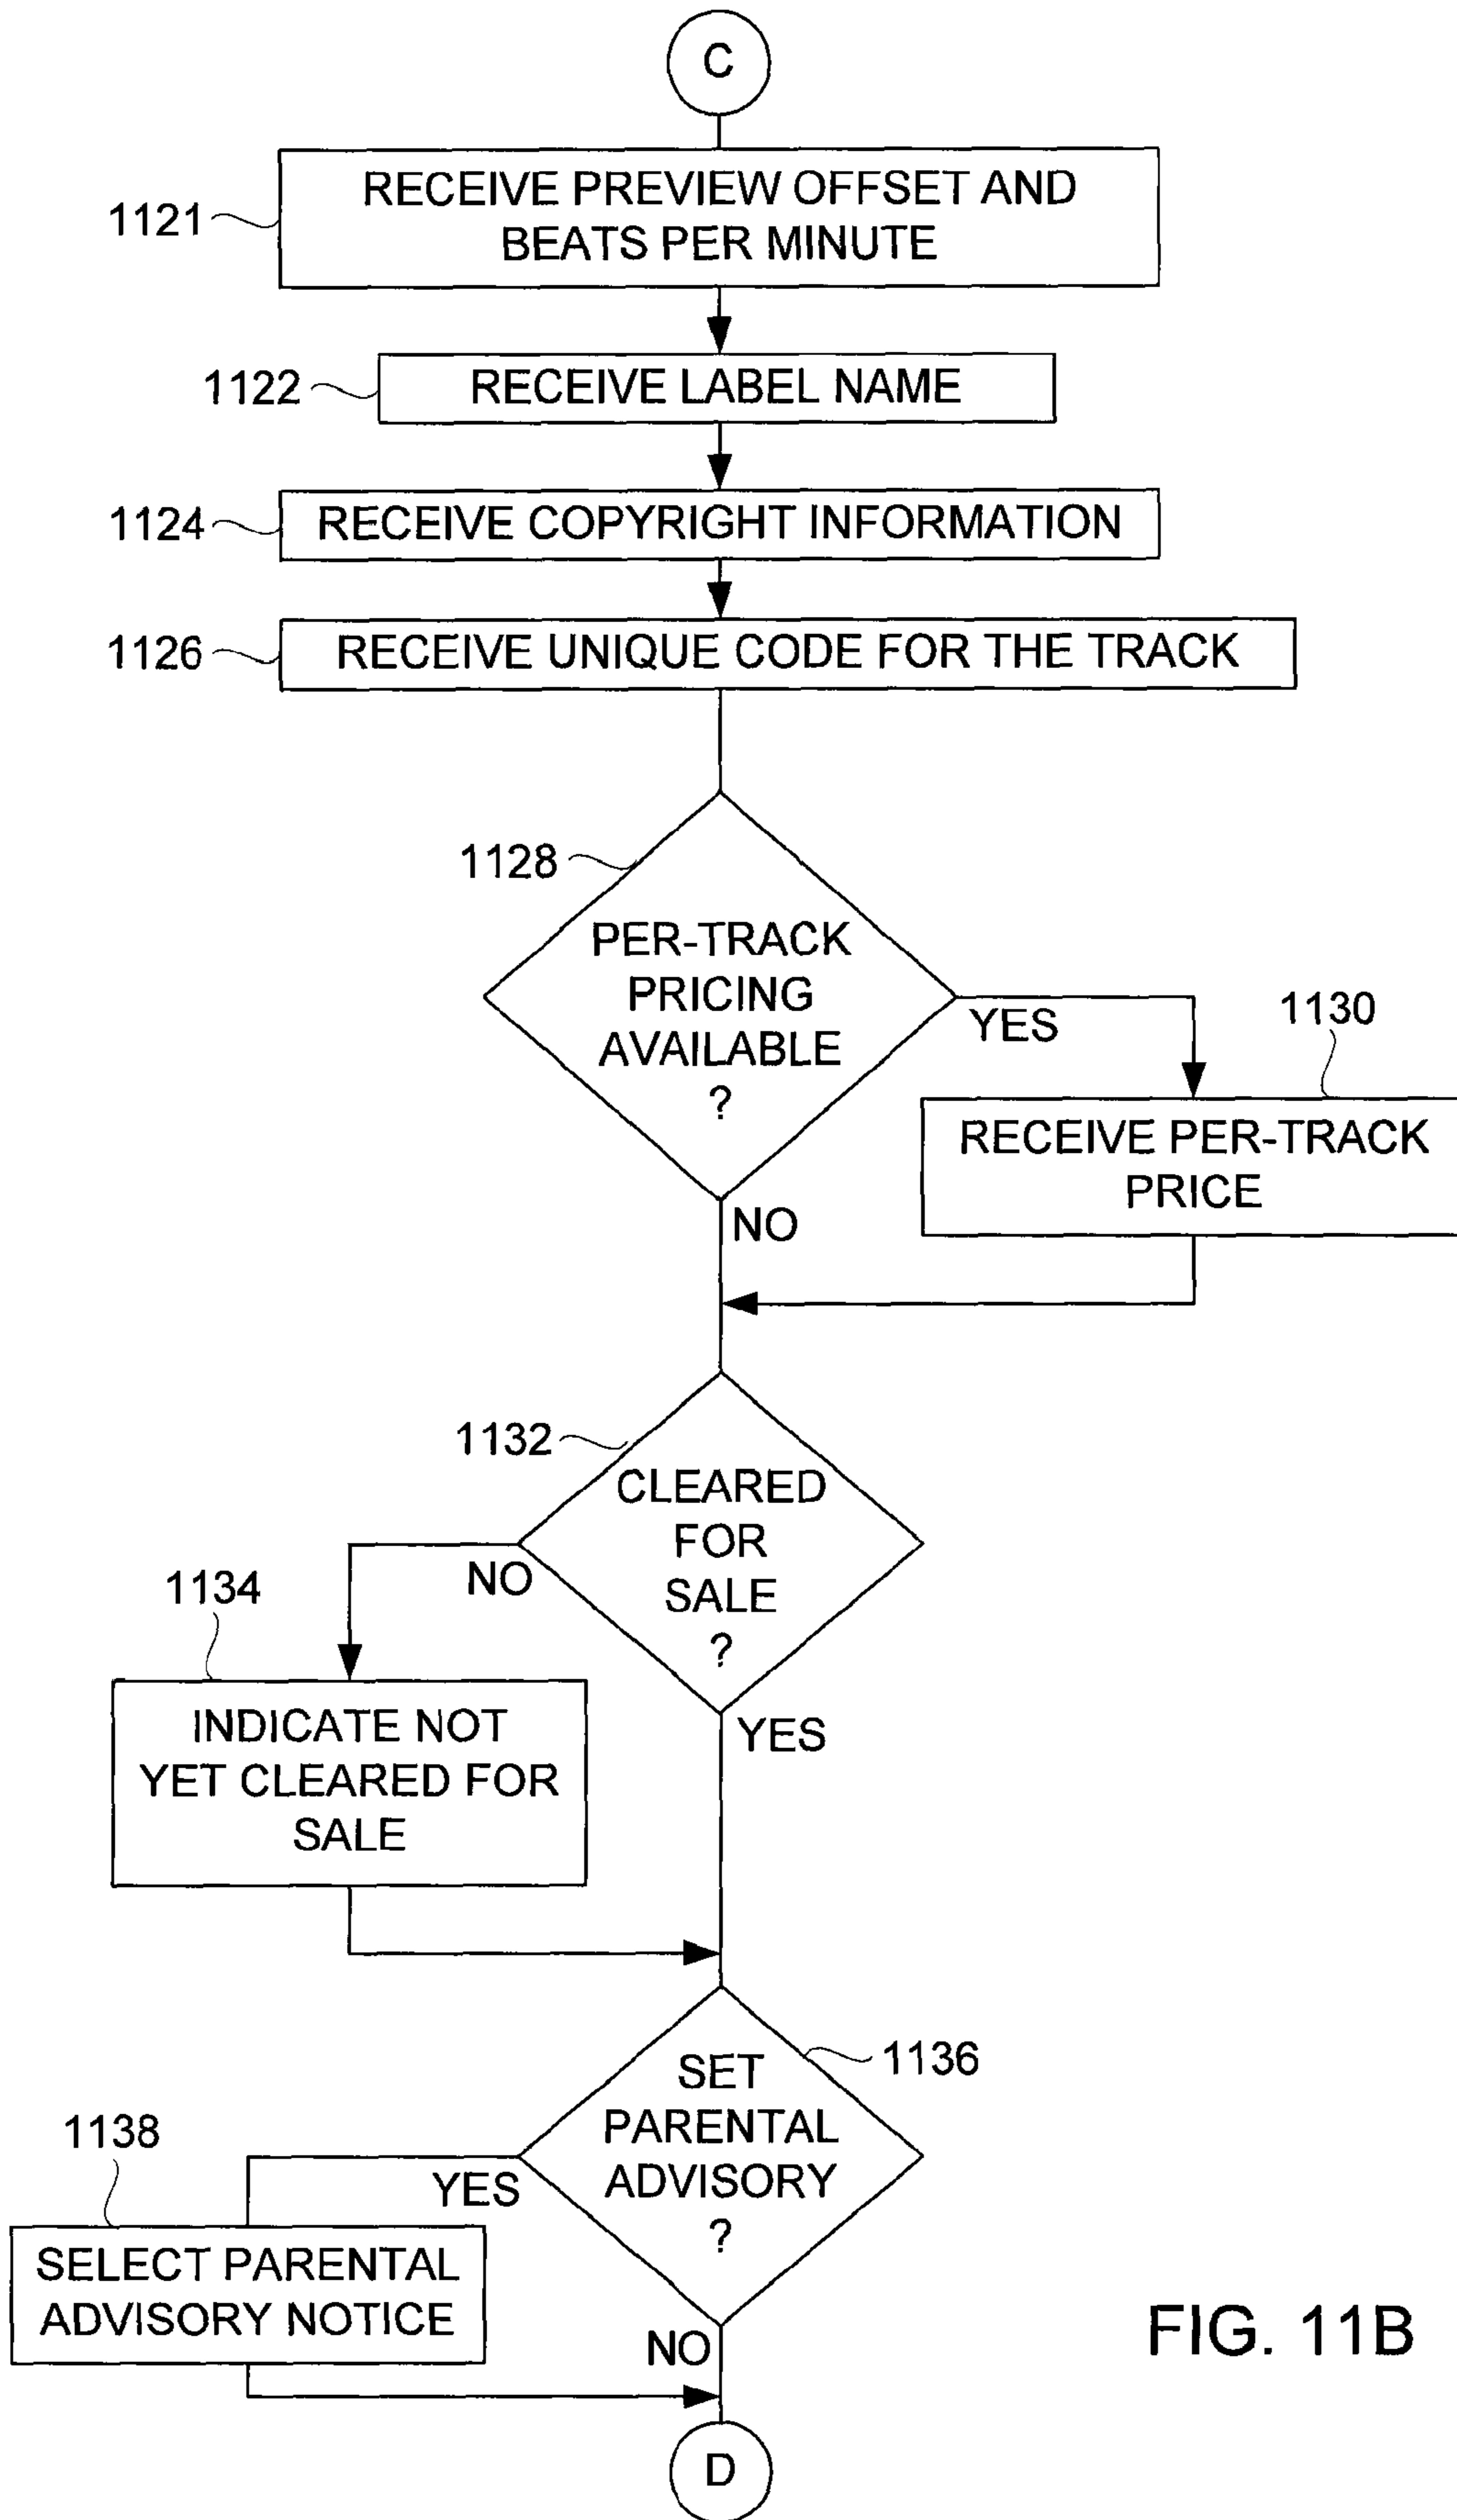 C
1121
RECEIVE PREVIEW OFFSET AND
BEATS PER MINUTE
1122
RECEIVE LABEL NAME
1124
RECEIVE COPYRIGHT INFORMATION
1126
RECEIVE UNIQUE CODE FOR THE TRACK
1128
PER-TRACK
PRICING
AVAILABLE
?
YES
1130
RECEIVE PER-TRACK
PRICE
NO
1132
CLEARED
FOR
SALE
?
NO
1134
INDICATE NOT
YET CLEARED FOR
SALE
YES
1136
SET
PARENTAL
ADVISORY
?
YES
1138
SELECT PARENTAL
ADVISORY NOTICE
NO
D
FIG. 11B